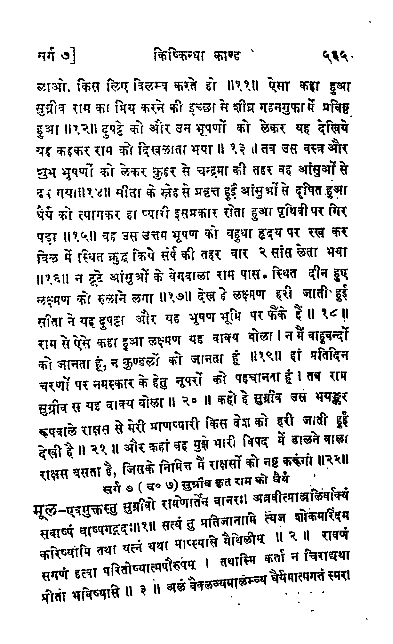 सर्ग ७] किष्किन्धा काण्ड ५६५
लाओ. किस लिए विलम्ब करते हो ॥११॥ ऐसा कहा हुआ
सुग्रीव राम का प्रिय करने की इच्छा से शीघ्र गहनगुफा में प्रविष्ट
हुआ ॥१२॥ दुपट्टे को और उन भूषणों को लेकर यह देखिये
यह कहकर राम को दिखलाता भया ॥ १३ ॥ तब उस वस्त्र और
शुभ भूषणों को लेकर कुहर से चन्द्रमा की तहर वह आंसुओं से
ढक गया ॥१४॥ सीता के स्नेह से प्रवृत्त हुई आंसुओं से दूषित हुआ
धैर्य को त्यागकर हा प्यारी इसप्रकार रोता हुआ पृथिवी पर गिर
पड़ा ॥१५॥ वह उस उत्तम भूषण को बहुधा हृदय पर रख कर
बिल में स्थित क्रुद्ध किये सर्प की तहर वार २ सांस लेता भया
॥१६॥ न टूटे आंसुओं के वेगवाला राम पास स्थित दीन हुए
लक्ष्मण को रुलाने लगा ॥१७॥ देख हे लक्ष्मण हरी जाती हुई
सीता ने यह दुपट्टा और यह भूषण भूमि पर फैंके हैं ॥ १८॥
राम से ऐसे कहा हुआ लक्ष्मण यह वाक्य बोला । न मैं बाहूबन्दों
को जानता हूं, न कुण्डलों को जानता हूं ॥१९॥ हां प्रतिदिन
चरणों पर नमस्कार के हेतु नूपरों को पहचानता हूं । तब राम
सुग्रीव से यह वाक्य बोला ॥ २० ॥ कहो हे सुग्रीव उस भयङ्कर
रूपवाले राक्षस से मेरी प्राणप्यारी किस देश को हरी जाती हुई
देखी है ॥ २१ ॥ और कहां वह मुझे भारी विपद में डालने वाला
राक्षस बसता है, जिसके निमित्त मैं राक्षसों को नष्ट करूंगा ॥२२॥
सर्ग ७ (व० ७) सुग्रीव कृत राम को धैर्य
मूल–एवमुक्तस्तु सुग्रीवो रामेणार्तेन वानरः। अब्रवीत्प्राञ्जलिर्वाक्यं
सबाष्पं वाष्पगद्गदः॥१॥ सत्यं तु प्रतिजानामि त्यज शोकमरिंदम
करिष्यामि तथा यत्नं यथा प्राप्स्यसि मैथिलीम् ॥ २ ॥ रावणं
सगणं हत्वा परितोष्यात्मपौरुषम् । तथास्मि कर्ता न चिराद्यथा
प्रीतो भविष्यसि ॥ ३ ॥ अलं वैक्लव्यमालम्ब्य धैर्यमात्मगतं स्मरा